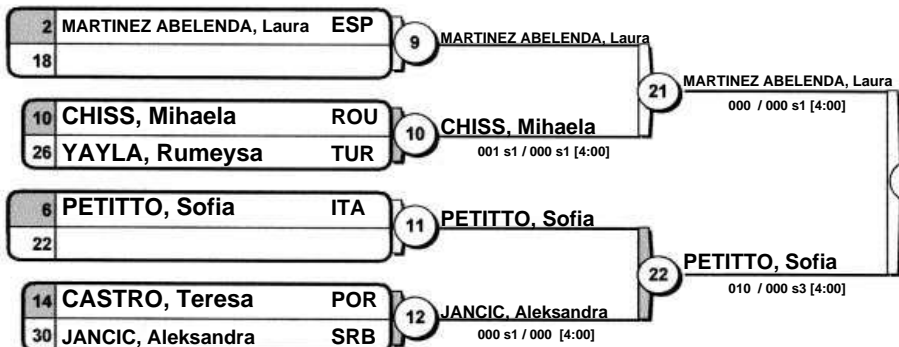 2 MARTINEZ ABELENDA, Laura ESP
18
9
MARTINEZ ABELENDA, Laura
10 CHISS, Mihaela ROU
26 YAYLA, Rumeysa TUR
10
CHISS, Mihaela
001 s1 / 000 s1 [4:00]
21
MARTINEZ ABELENDA, Laura
000 / 000 s1 [4:00]
6 PETITTO, Sofia ITA
22
11
PETITTO, Sofia
14 CASTRO, Teresa POR
30 JANCIC, Aleksandra SRB
12
JANCIC, Aleksandra
000 s1 / 000 [4:00]
22
PETITTO, Sofia
010 / 000 s3 [4:00]